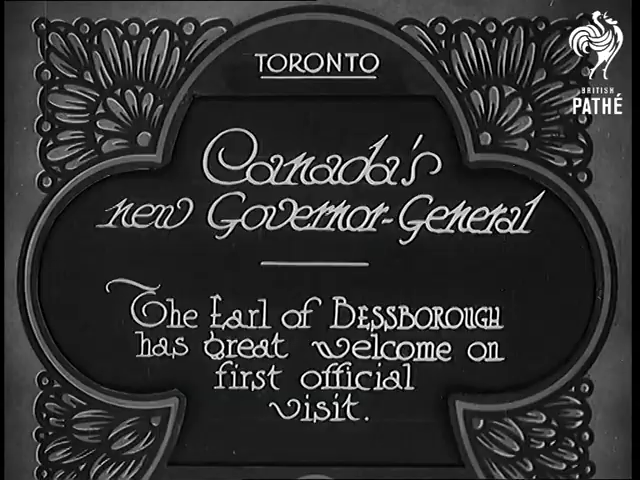 TORONTO
BRITISH
PATHÉ
Canada's
new Governor-General
The Earl of BESSBOROUGH
has great welcome on
first official
visit.